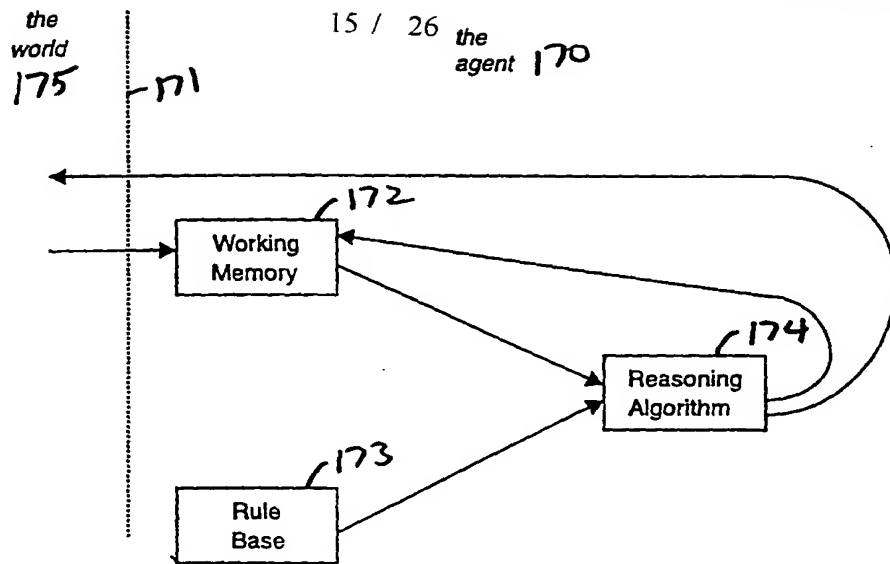 the
world
175
171
15 / 26
the
agent 170
172
Working
Memory
174
Reasoning
Algorithm
173
Rule
Base